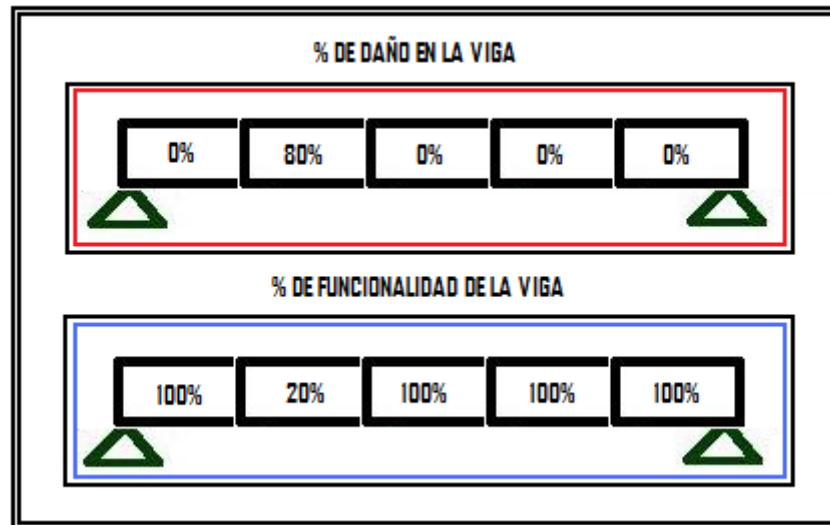 % DE DAÑO EN LA VIGA
0% 80% 0% 0% 0%
% DE FUNCIONALIDAD DE LA VIGA
100% 20% 100% 100% 100%